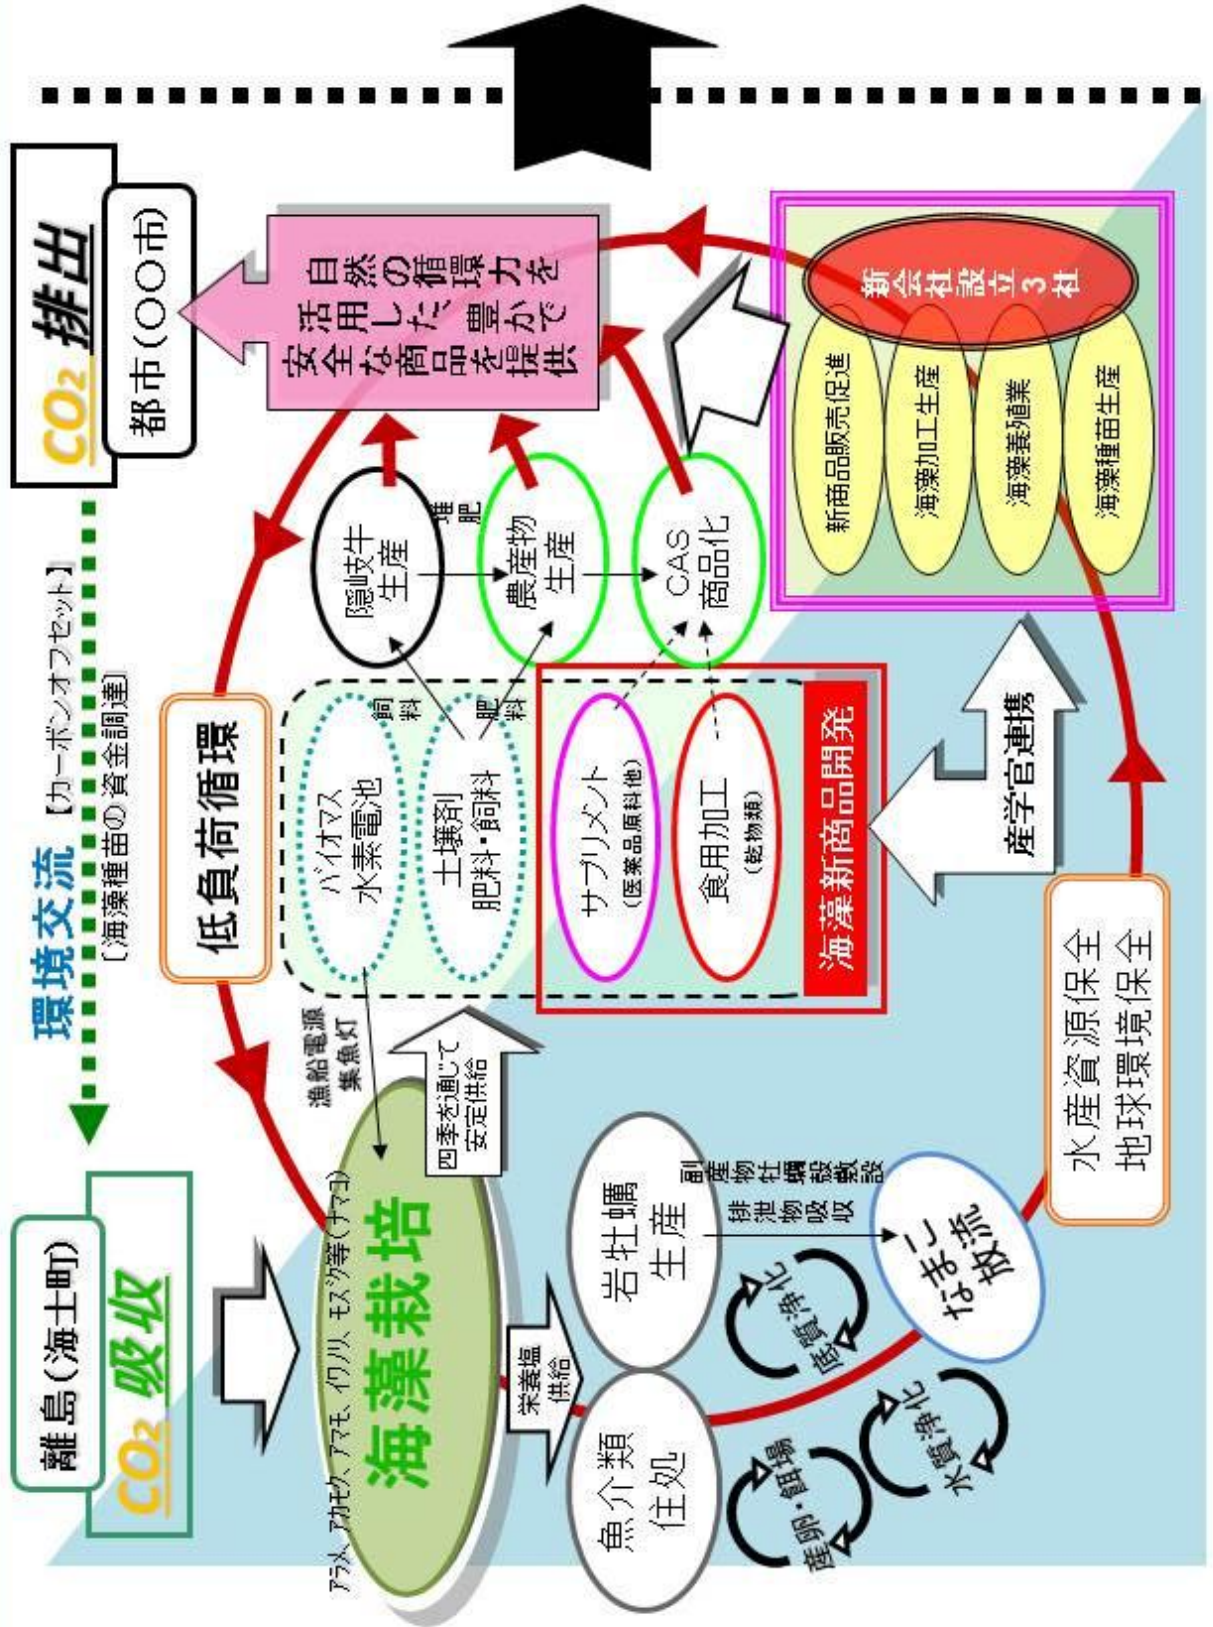 離島(海士町)
CO₂ 吸収
環境交流
【カーボンオフセット】
〔海藻種苗の資金調達〕
CO₂ 排出
都市(〇〇〇市)
低負荷循環
アラメ、アカモク、アマモ、イワノリ、モズク等(ナマコ)
海藻栽培
漁船電源
集魚灯
四季を通じて
安定供給
バイオマス
水素電池
土壌剤
肥料・飼料
飼料
肥料
サプリメント
(医薬品原料他)
食用加工
(乾物類)
海藻新商品開発
隠岐牛
生産
堆肥
農産物
生産
CAS
商品化
自然の循環力を
活用した、豊かで
安全な商品を提供
栄養塩
供給
魚介類
住処
岩牡蠣
生産
副産物牡蠣殻敷設
排泄物吸収
なまこ
放流
底質浄化
産卵・餌場
水質浄化
水産資源保全
地球環境保全
産学官連携
新商品販売促進
海藻加工生産
海藻養殖業
海藻種苗生産
新会社設立3社